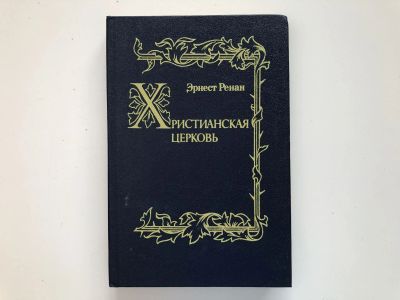 Эрнест Ренан
Христианская
церковь